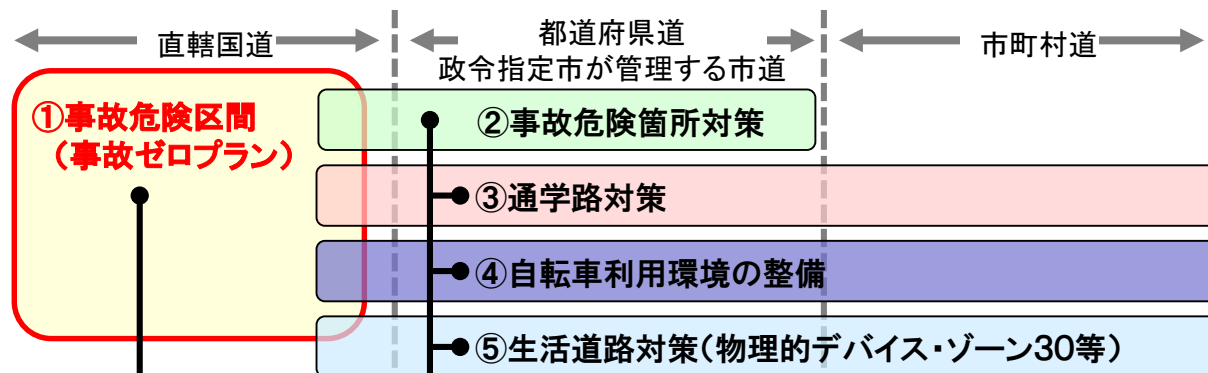 直轄国道
都道府県道
政令指定市が管理する市道
市町村道
①事故危険区間
（事故ゼロプラン）
②事故危険箇所対策
③通学路対策
④自転車利用環境の整備
⑤生活道路対策（物理的デバイス・ゾーン30等）